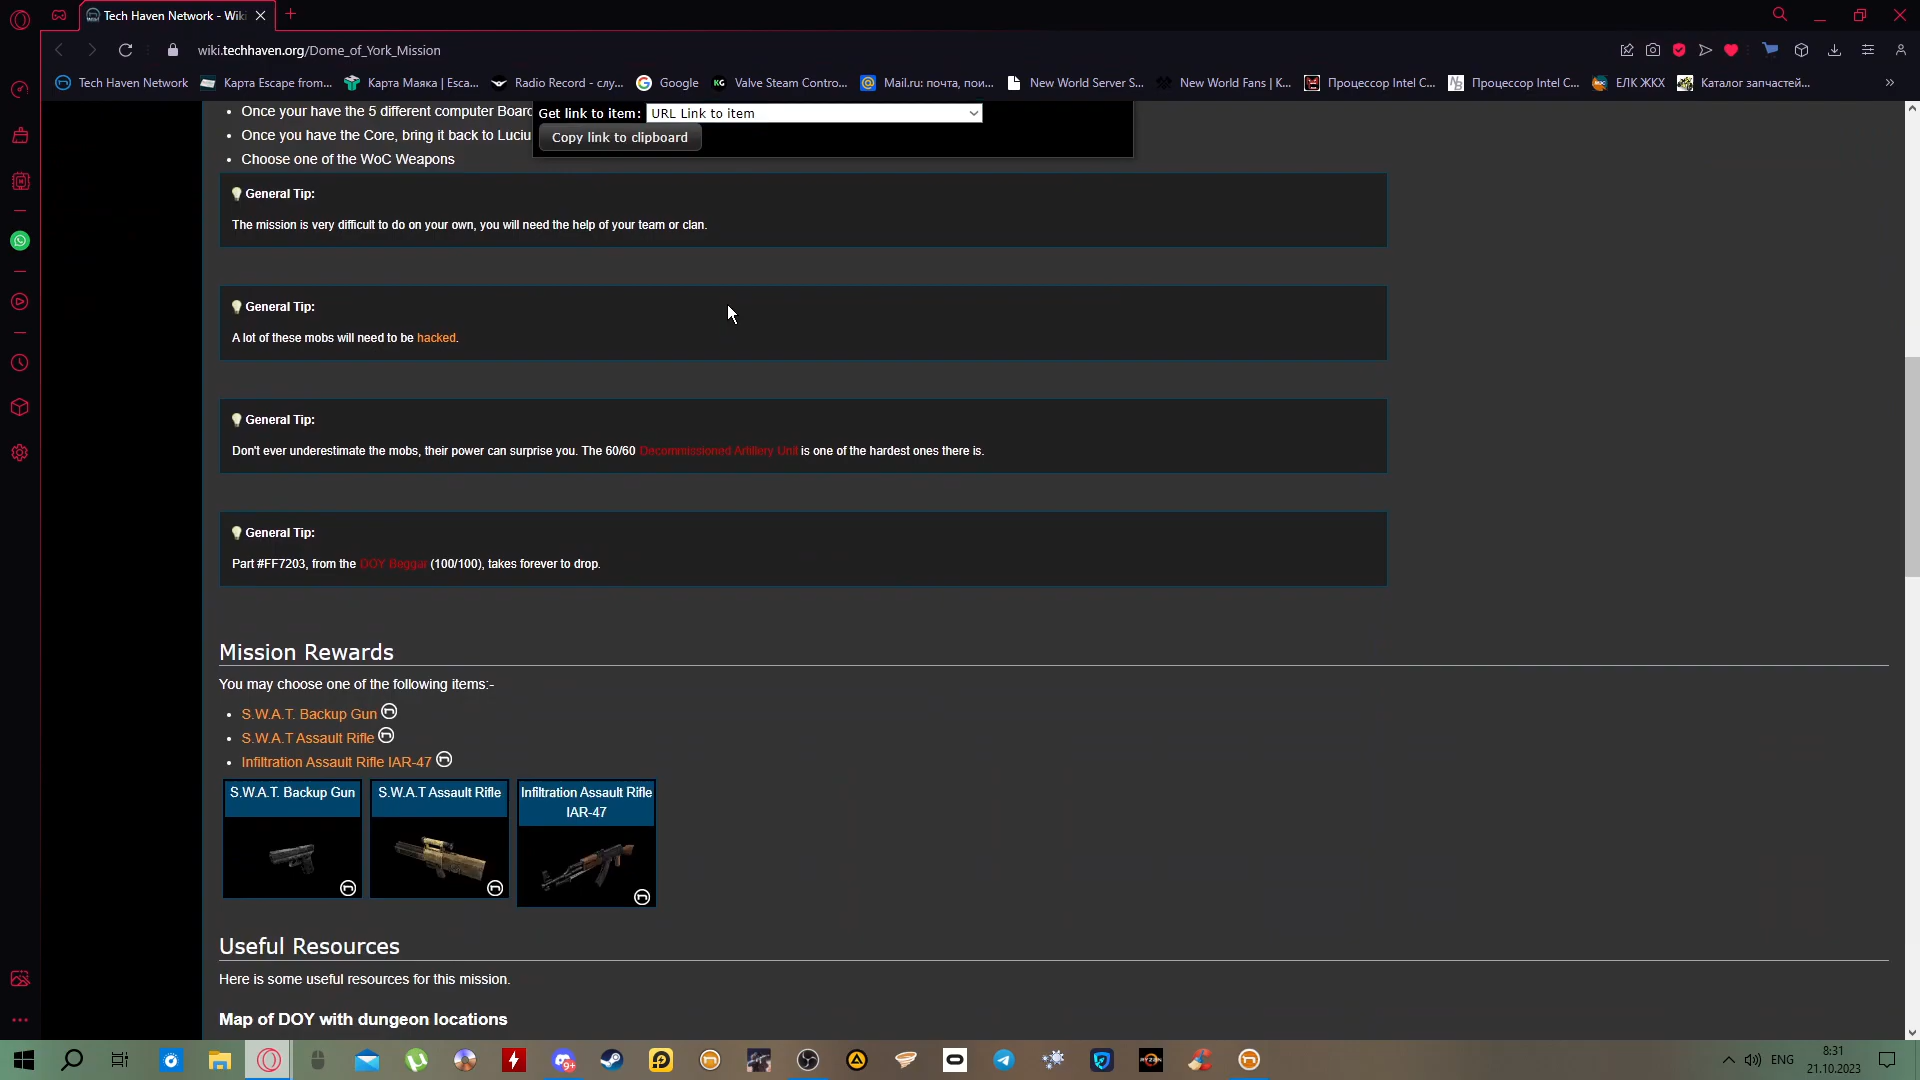 Tech Haven Network - Wiki
wiki.techhaven.org/Dome_of_York_Mission
Tech Haven Network
Карта Escape from...
Карта Маяка | Esca...
Radio Record - слу...
Google
Valve Steam Contro...
Mail.ru: почта, пои...
New World Server S...
New World Fans | К...
Процессор Intel C...
Процессор Intel C...
ЕЛК ЖКХ
Каталог запчастей...
Once your have the 5 different computer Board
Once you have the Core, bring it back to Luciu
Choose one of the WoC Weapons
Get link to item: URL Link to item
Copy link to clipboard
General Tip:
The mission is very difficult to do on your own, you will need the help of your team or clan.
General Tip:
A lot of these mobs will need to be hacked.
General Tip:
Don't ever underestimate the mobs, their power can surprise you. The 60/60 Decommissioned Artillery Unit is one of the hardest ones there is.
General Tip:
Part #FF7203, from the DOY Beggar (100/100), takes forever to drop.
Mission Rewards
You may choose one of the following items:-
S.W.A.T. Backup Gun
S.W.A.T Assault Rifle
Infiltration Assault Rifle IAR-47
S.W.A.T. Backup Gun
S.W.A.T Assault Rifle
Infiltration Assault Rifle
IAR-47
Useful Resources
Here is some useful resources for this mission.
Map of DOY with dungeon locations
9+
RYZEN
ENG
8:31
21.10.2023